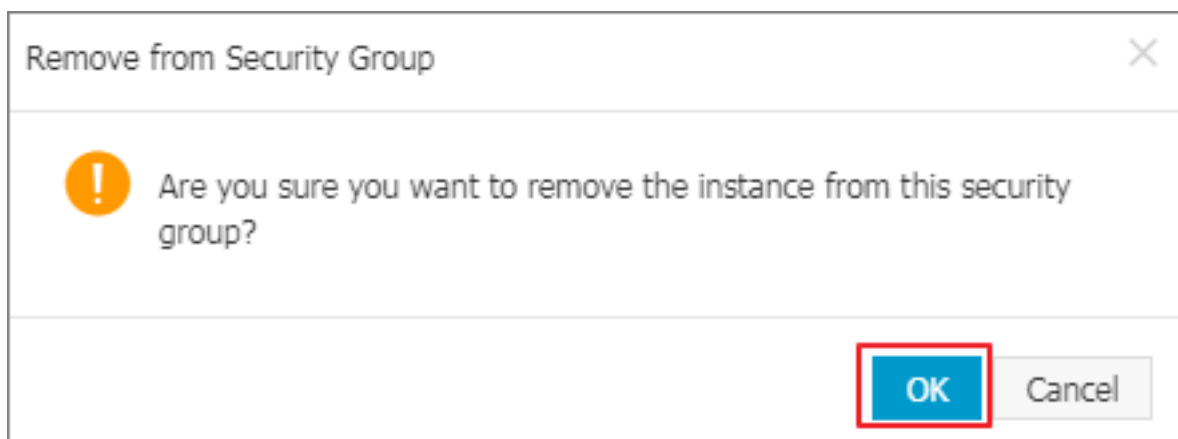 Remove from Security Group
Are you sure you want to remove the instance from this security
group?
OK
Cancel